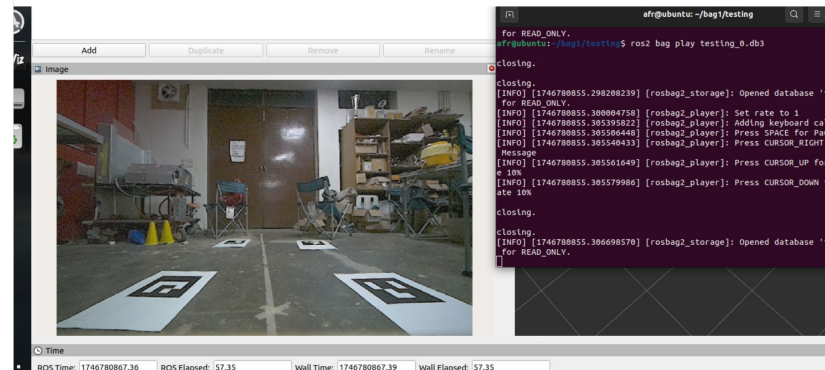 Add
Duplicate
Remove
Rename
Image
afr@ubuntu: ~/bag1/testing
for READ_ONLY.
afr@ubuntu:~/bag1/testing$ ros2 bag play testing_0.db3
closing.
closing.
[INFO] [1746780855.298208239] [rosbag2_storage]: Opened database '
for READ_ONLY.
[INFO] [1746780855.300004758] [rosbag2_player]: Set rate to 1
[INFO] [1746780855.305395822] [rosbag2_player]: Adding keyboard ca
[INFO] [1746780855.305506448] [rosbag2_player]: Press SPACE for Pau
[INFO] [1746780855.305540433] [rosbag2_player]: Press CURSOR_RIGHT
Message
[INFO] [1746780855.305561649] [rosbag2_player]: Press CURSOR_UP fo
e 10%
[INFO] [1746780855.305579986] [rosbag2_player]: Press CURSOR_DOWN
ate 10%
closing.
closing.
[INFO] [1746780855.306698570] [rosbag2_storage]: Opened database '
for READ_ONLY.
Time
ROS Time: 1746780867.36 ROS Elapsed: 57.35 Wall Time: 1746780867.39 Wall Elapsed: 57.35